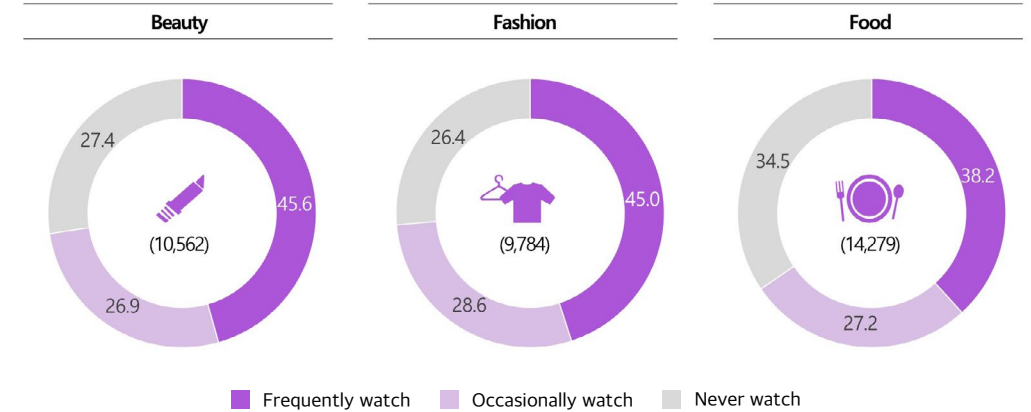 Beauty
Fashion
Food
27.4
45.6
26.9
(10,562)
26.4
45.0
28.6
(9,784)
34.5
38.2
27.2
(14,279)
Frequently watch
Occasionally watch
Never watch